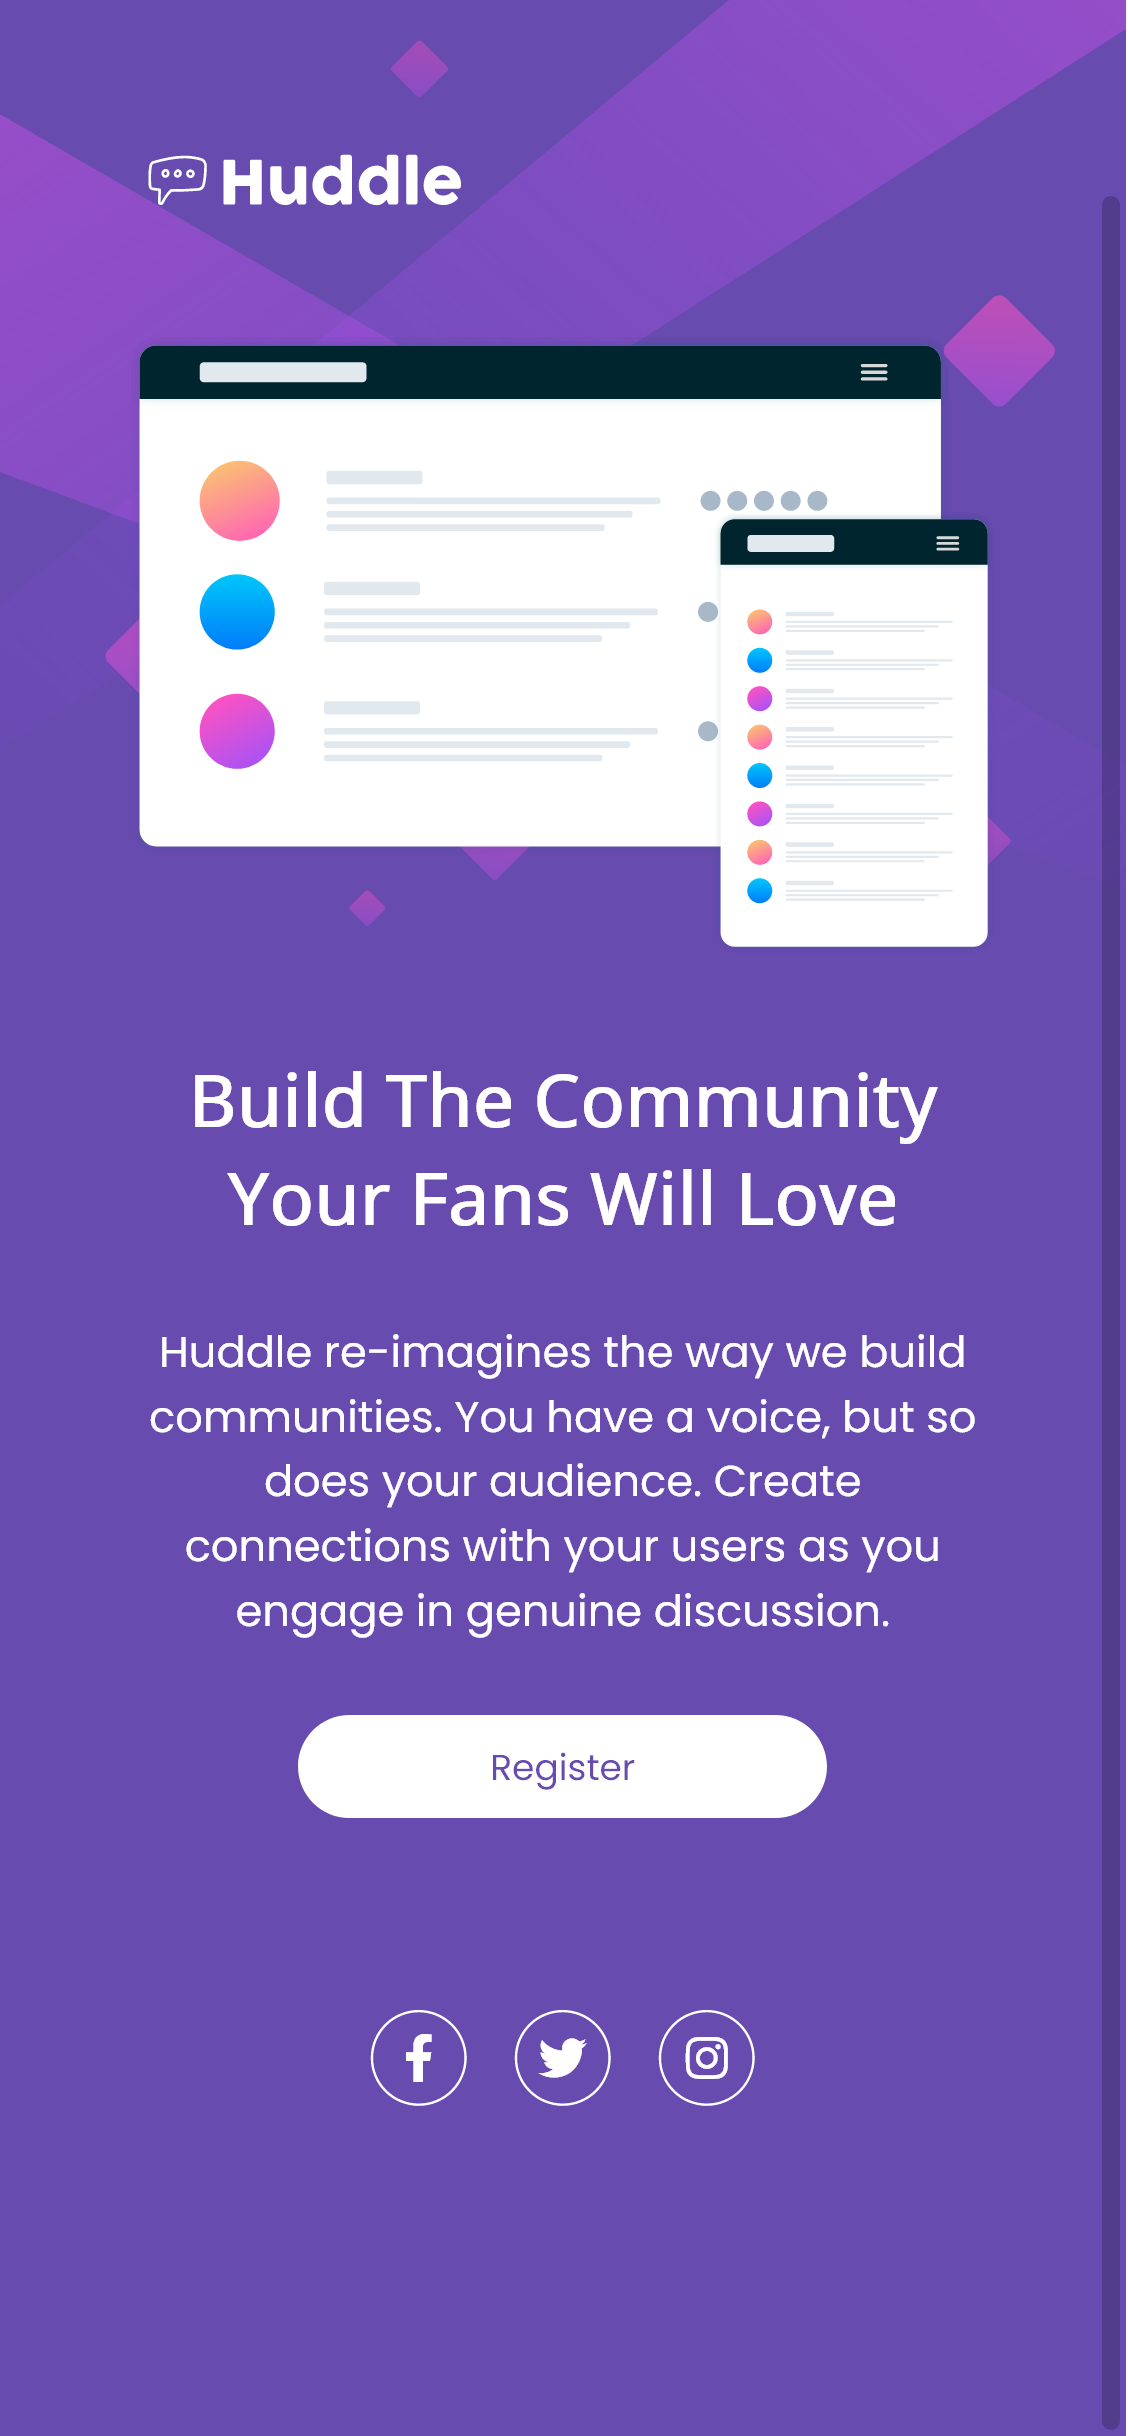 Huddle
Build The Community
Your Fans Will Love
Huddle re-imagines the way we build
communities. You have a voice, but so
does your audience. Create
connections with your users as you
engage in genuine discussion.
Register